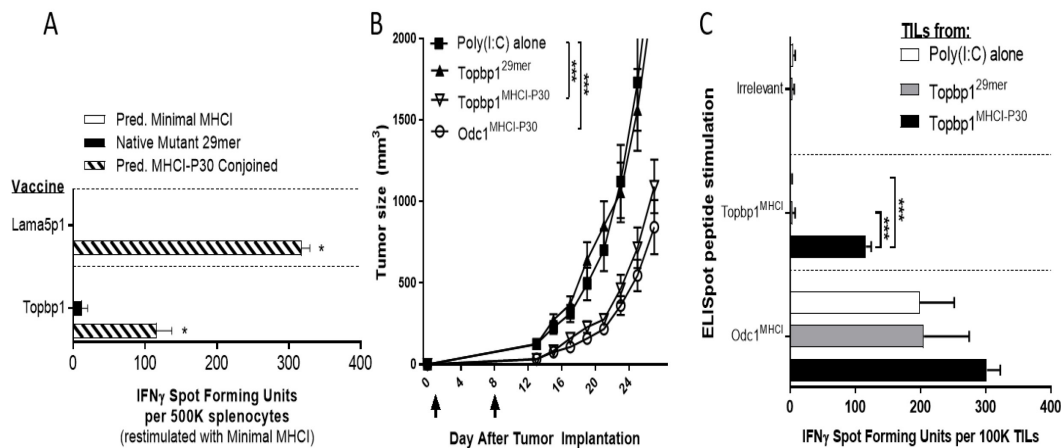 A
Pred. Minimal MHCI
Native Mutant 29mer
Pred. MHCI-P30 Conjoined
Vaccine
Lama5p1
*
Topbp1
*
0 100 200 300 400
IFNγ Spot Forming Units
per 500K splenocytes
(restimulated with Minimal MHCI)
B
Poly(I:C) alone
Topbp1^29mer
Topbp1^MHCI-P30
Odc1^MHCI-P30
***
***
Tumor size (mm³)
2000
1500
1000
500
0
0 4 8 12 16 20 24
Day After Tumor Implantation
C
TILs from:
Poly(I:C) alone
Topbp1^29mer
Topbp1^MHCI-P30
ELISpot peptide stimulation
Irrelevant
Topbp1^MHCI
***
***
Odc1^MHCI
0 100 200 300 400
IFNγ Spot Forming Units per 100K TILs